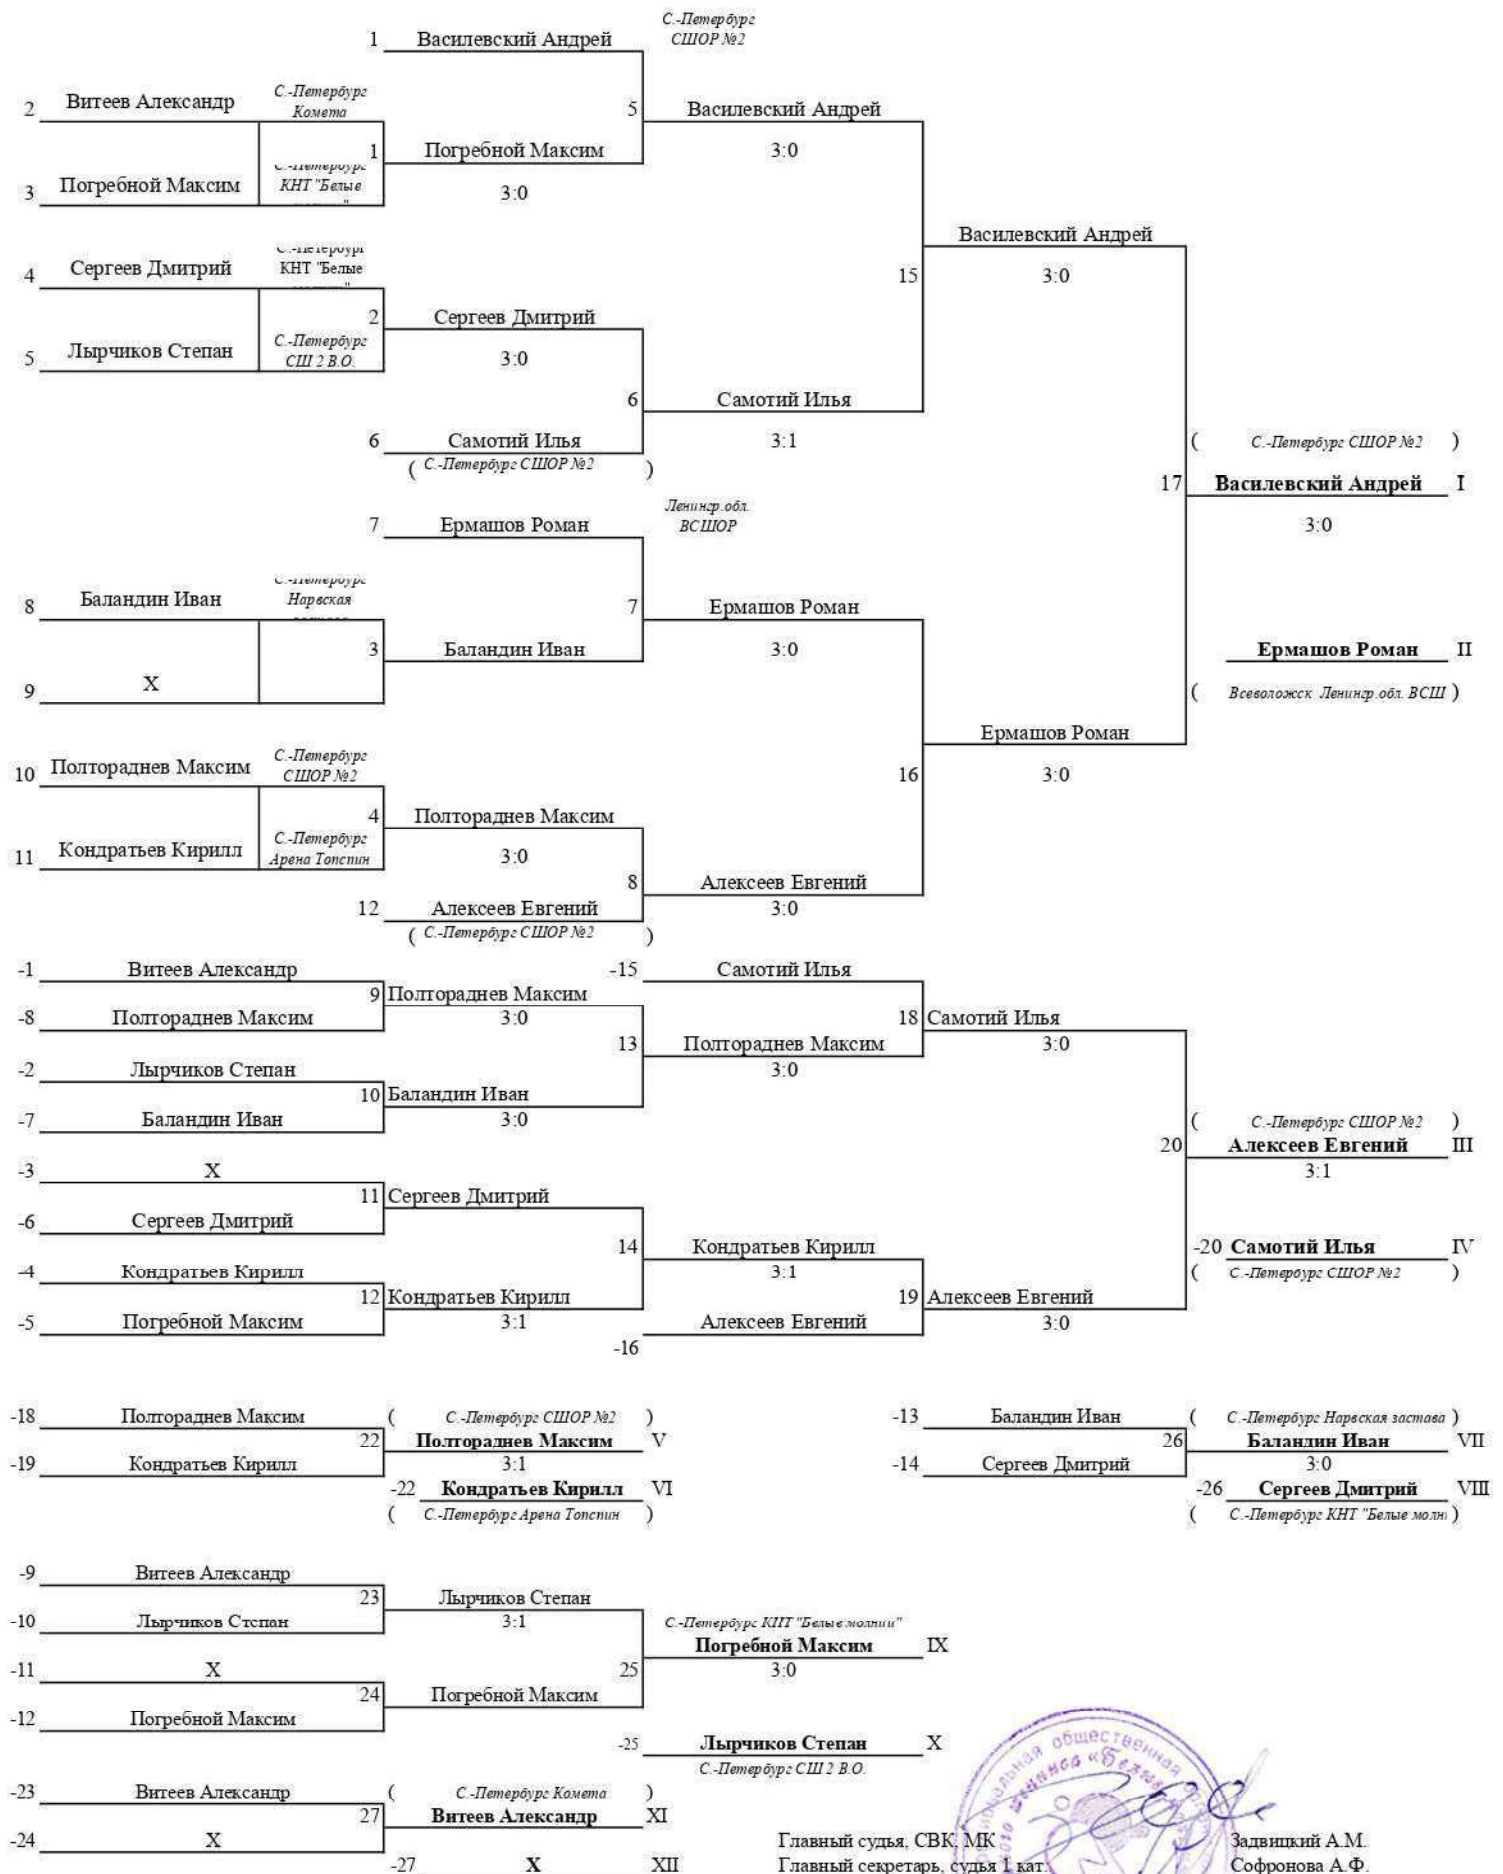 С.-Петербург
1 Василевский Андрей СШОР №2
2 Витеев Александр С.-Петербург
Комета
5 Василевский Андрей
1 Погребной Максим 3:0
3 Погребной Максим КНТ "Белые
3:0
Василевский Андрей
4 Сергеев Дмитрий КНТ "Белые
15 3:0
2 Сергеев Дмитрий
5 Лырчиков Степан С.-Петербург
СШ 2 В.О.
3:0
6 Самотий Илья
6 Самотий Илья 3:1
( С.-Петербург СШОР №2 )
( С.-Петербург СШОР №2 )
17 Василевский Андрей I
3:0
7 Ермашов Роман Ленингр.обл.
ВСШОР
8 Баландин Иван Нарвская
7 Ермашов Роман
3 Баландин Иван 3:0
Ермашов Роман II
9 X
( Всеволожск Ленингр.обл. ВСШ )
Ермашов Роман
10 Полтораднев Максим С.-Петербург
СШОР №2
16 3:0
4 Полтораднев Максим
11 Кондратьев Кирилл С.-Петербург
Арена Топспин
3:0
8 Алексеев Евгений
12 Алексеев Евгений 3:0
( С.-Петербург СШОР №2 )
-1 Витеев Александр -15 Самотий Илья
9 Полтораднев Максим
-8 Полтораднев Максим 3:0 18 Самотий Илья
13 Полтораднев Максим 3:0
-2 Лырчиков Степан 3:0
10 Баландин Иван
-7 Баландин Иван 3:0
( С.-Петербург СШОР №2 )
20 Алексеев Евгений III
-3 X 3:1
11 Сергеев Дмитрий
-6 Сергеев Дмитрий
14 Кондратьев Кирилл -20 Самотий Илья IV
-4 Кондратьев Кирилл 3:1 ( С.-Петербург СШОР №2 )
12 Кондратьев Кирилл 19 Алексеев Евгений
-5 Погребной Максим 3:1 Алексеев Евгений 3:0
-16
-18 Полтораднев Максим ( С.-Петербург СШОР №2 ) -13 Баландин Иван ( С.-Петербург Нарвская застава )
22 Полтораднев Максим V 26 Баландин Иван VII
-19 Кондратьев Кирилл 3:1 -14 Сергеев Дмитрий 3:0
-22 Кондратьев Кирилл VI -26 Сергеев Дмитрий VIII
( С.-Петербург Арена Топспин ) ( С.-Петербург КНТ "Белые молн )
-9 Витеев Александр
23 Лырчиков Степан
-10 Лырчиков Степан 3:1 С.-Петербург КНТ "Белые молнии"
Погребной Максим IX
-11 X 25 3:0
24 Погребной Максим
-12 Погребной Максим
-25 Лырчиков Степан X
С.-Петербург СШ 2 В.О.
-23 Витеев Александр ( С.-Петербург Комета )
27 Витеев Александр XI
-24 X
-27 X XII
Главный судья, СВК, МК Задвицкий А.М.
Главный секретарь, судья 1 кат. Софронова А.Ф.
общественная